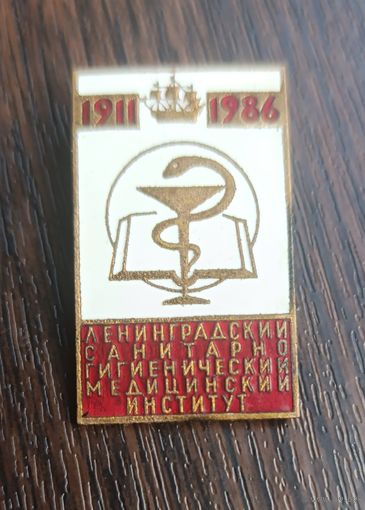 1911 1986
ЛЕНИНГРАДСКИЙ
САНИТАРНО
ГИГИЕНИЧЕСКИЙ
МЕДИЦИНСКИЙ
ИНСТИТУТ